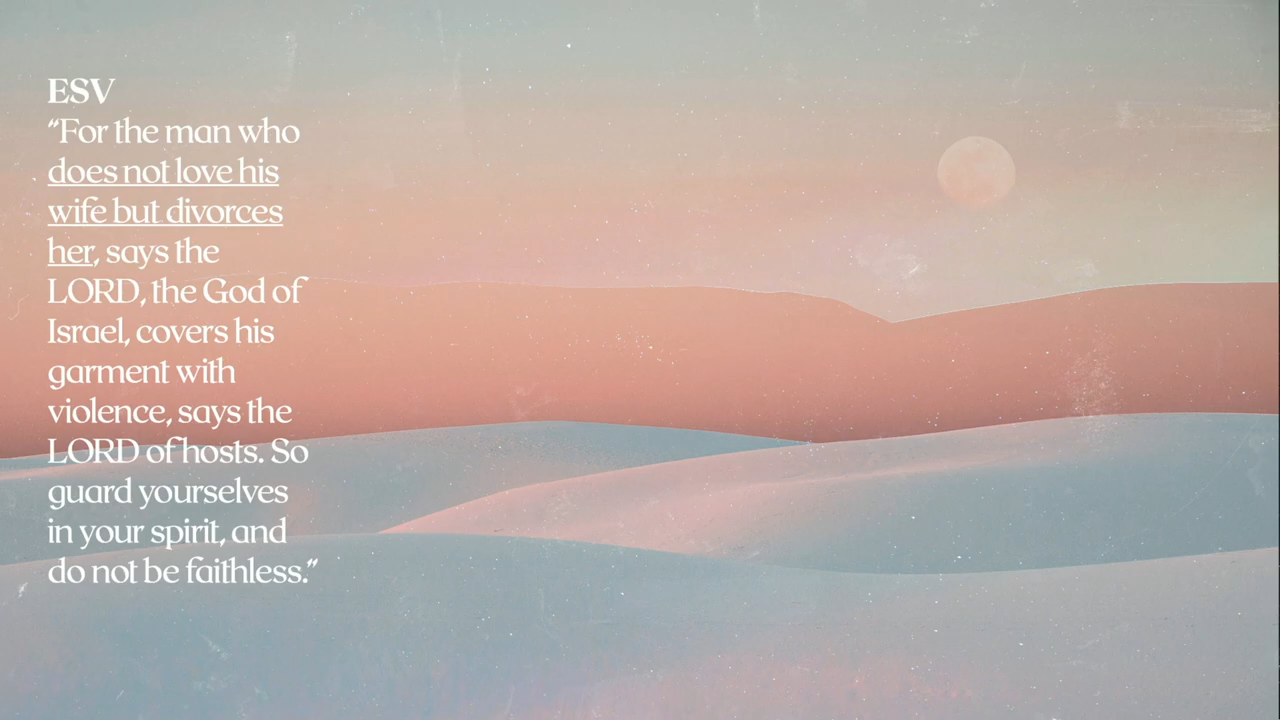 ESV
“For the man who
does not love his
wife but divorces
her, says the
LORD, the God of
Israel, covers his
garment with
violence, says the
LORD of hosts. So
guard yourselves
in your spirit, and
do not be faithless.”